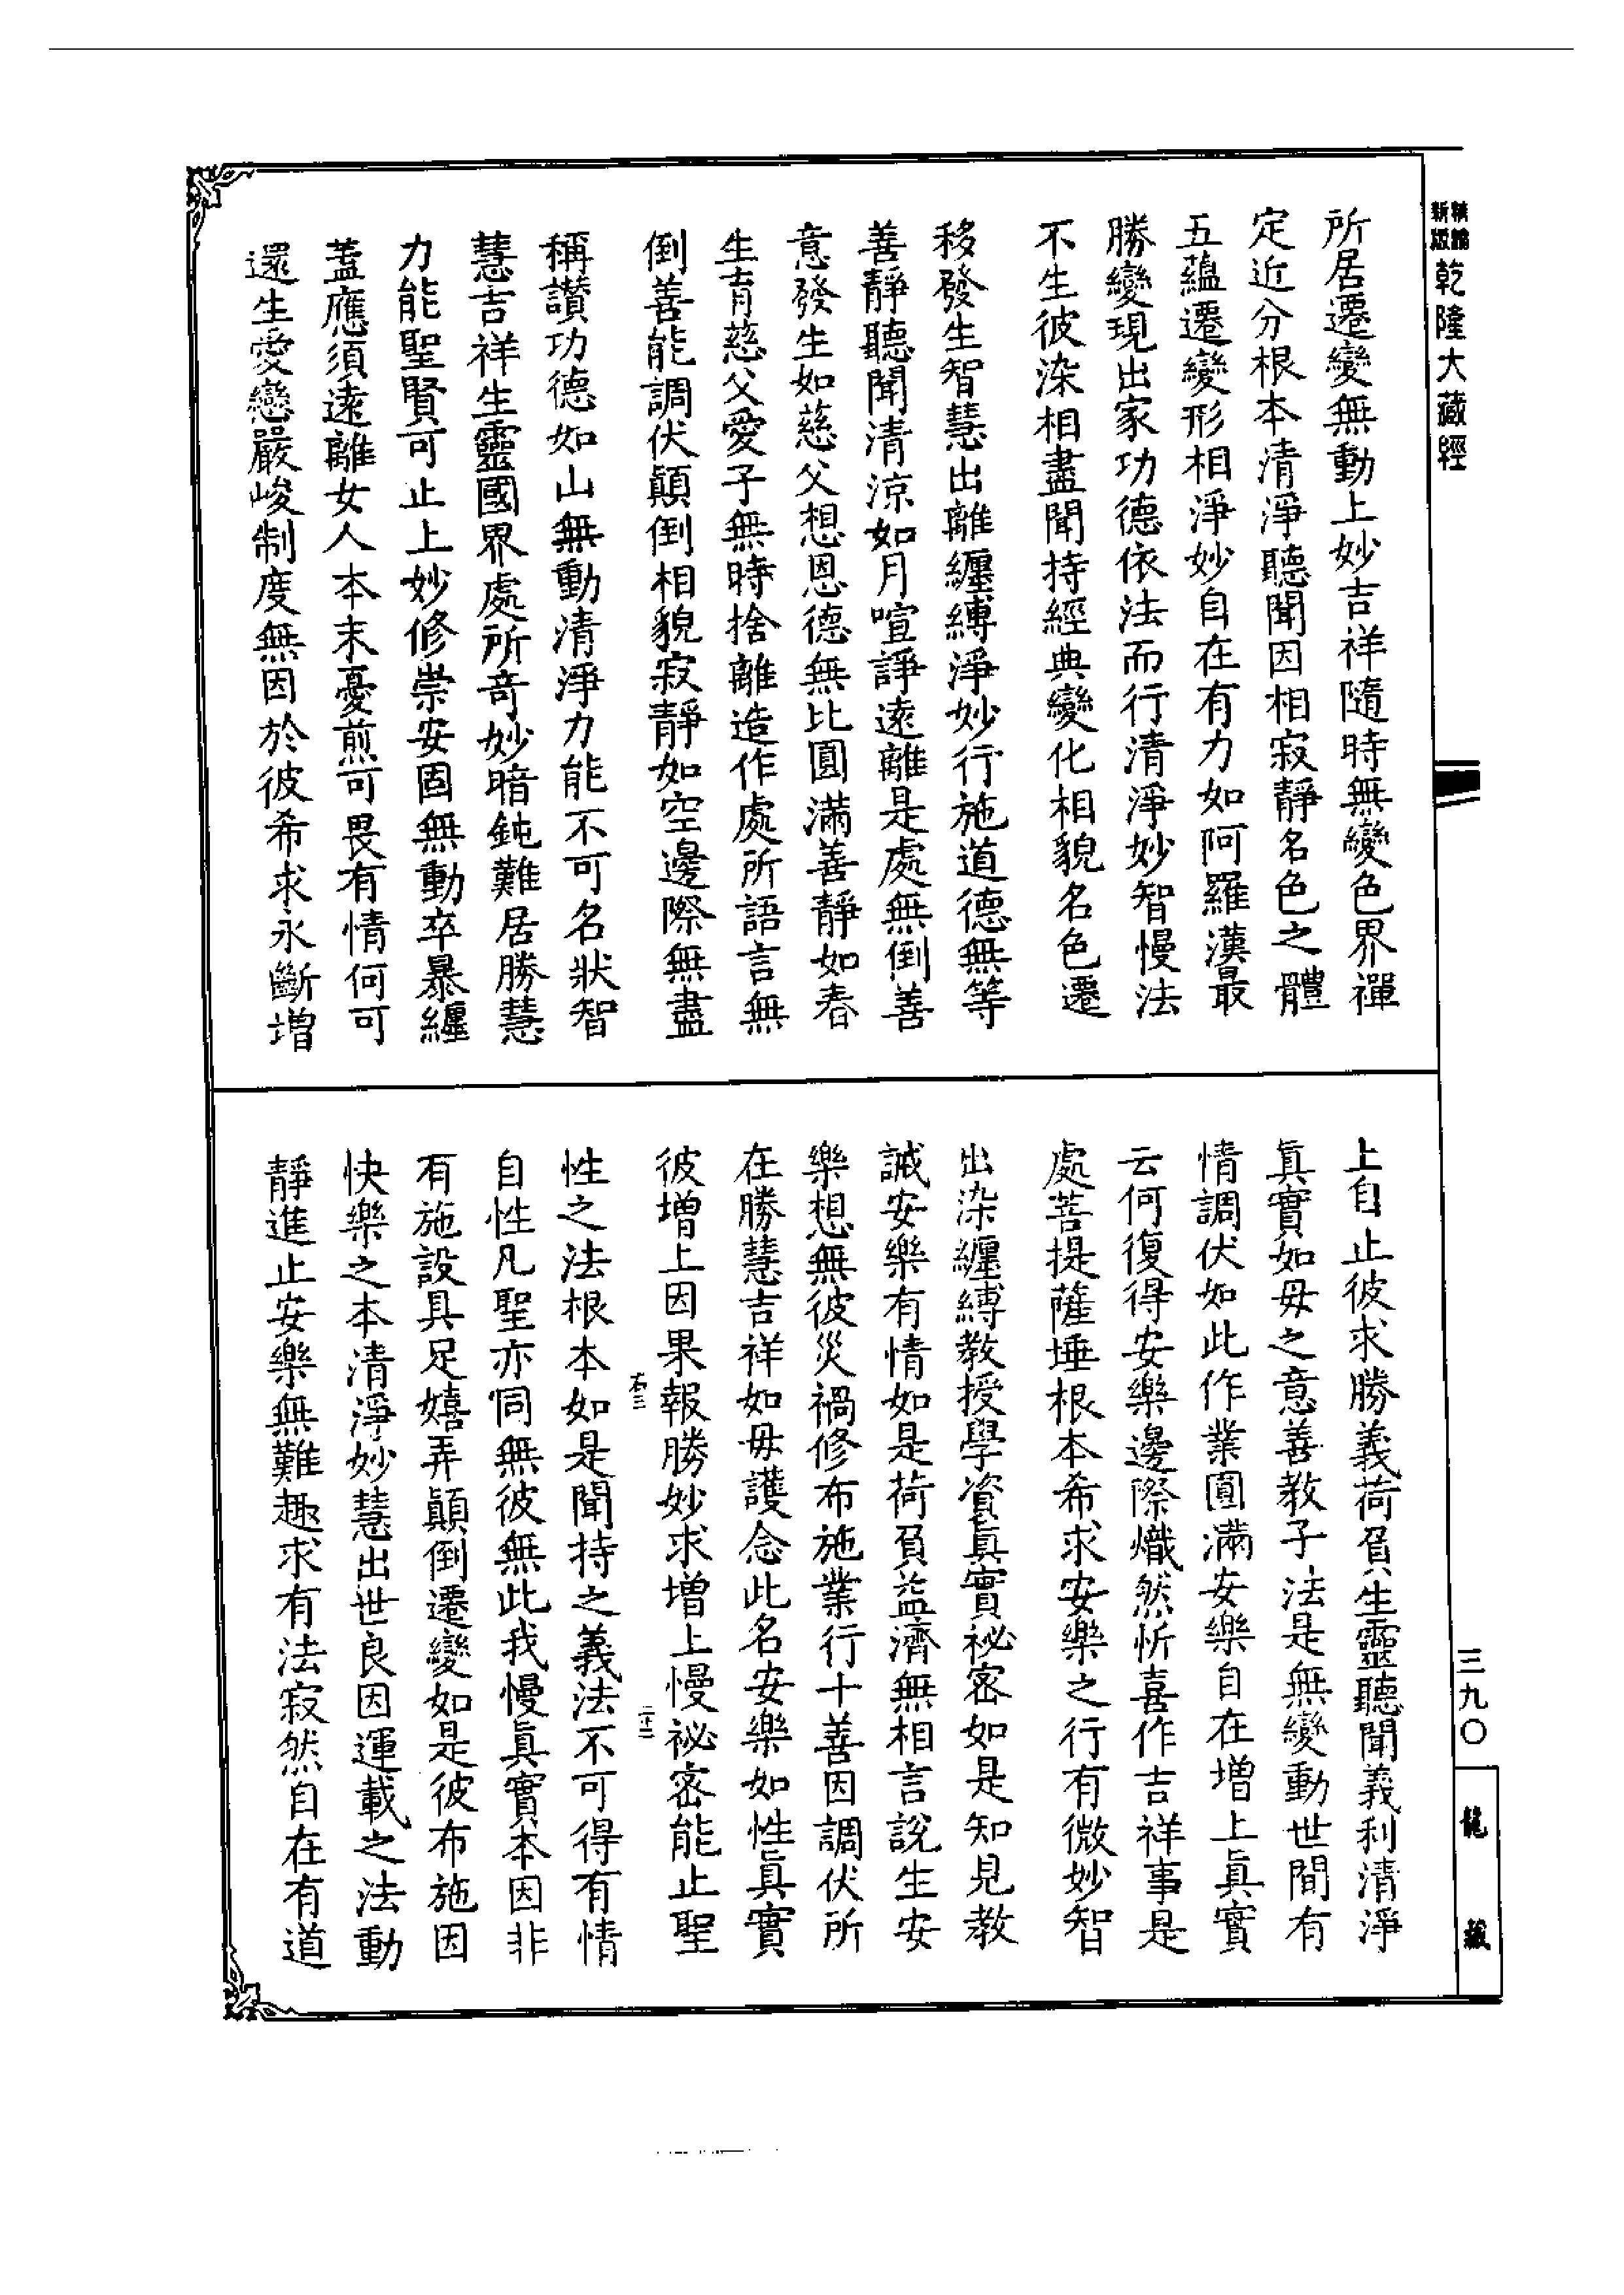 精編新版
乾隆大藏經
所居遷變無動上妙吉祥隨時無變色界禪
定近分根本清淨聽聞因相寂靜名色之體
五蘊遷變形相淨妙自在有力如阿羅漢最
勝變現出家功德依法而行清淨妙智慢法
不生彼染相盡聞持經典變化相貌名色遷
移發生智慧出離纏縛淨妙行施道德無等
善靜聽聞清涼如月喧諍遠離是處無倒善
意發生如慈父想恩德無比圓滿善靜如春
生育慈父愛子無時捨離造作處所語言無
倒善能調伏顛倒相貌寂靜如空邊際無盡
稱讚功德如山無動清淨力能不可名狀智
慧吉祥生靈國界處所奇妙暗鈍難居勝慧
力能聖賢可止上妙修崇安固無動卒暴纏
蓋應須遠離女人本末憂煎可畏有情何可
還生愛戀嚴峻制度無因於彼希求永斷增
上自止彼求勝義荷負生靈聽聞義利清淨
真實如毋之意善教子法是無變動世間有
情調伏如此作業圓滿安樂自在增上真實
云何復得安樂邊際熾然忻喜作吉祥事是
處菩提薩埵根本希求安樂之行有微妙智
出染纏縛教授學資真實祕密如是知見教
誡安樂有情如是荷負益濟無相言說生安
樂想無彼災禍修布施業行十善因調伏所
在勝慧吉祥如毋護念此名安樂如性真實
彼增上因果報勝妙求增上慢祕密能止聖
性之法根本如是聞持之義法不可得有情
自性凡聖亦同無彼無此我慢真實本因非
有施設具足嬉弄顛倒遷變如是彼布施因
快樂之本清淨妙慧出世良因運載之法動
靜進止安樂無難趣求有法寂然自在有道
三九〇
龍藏